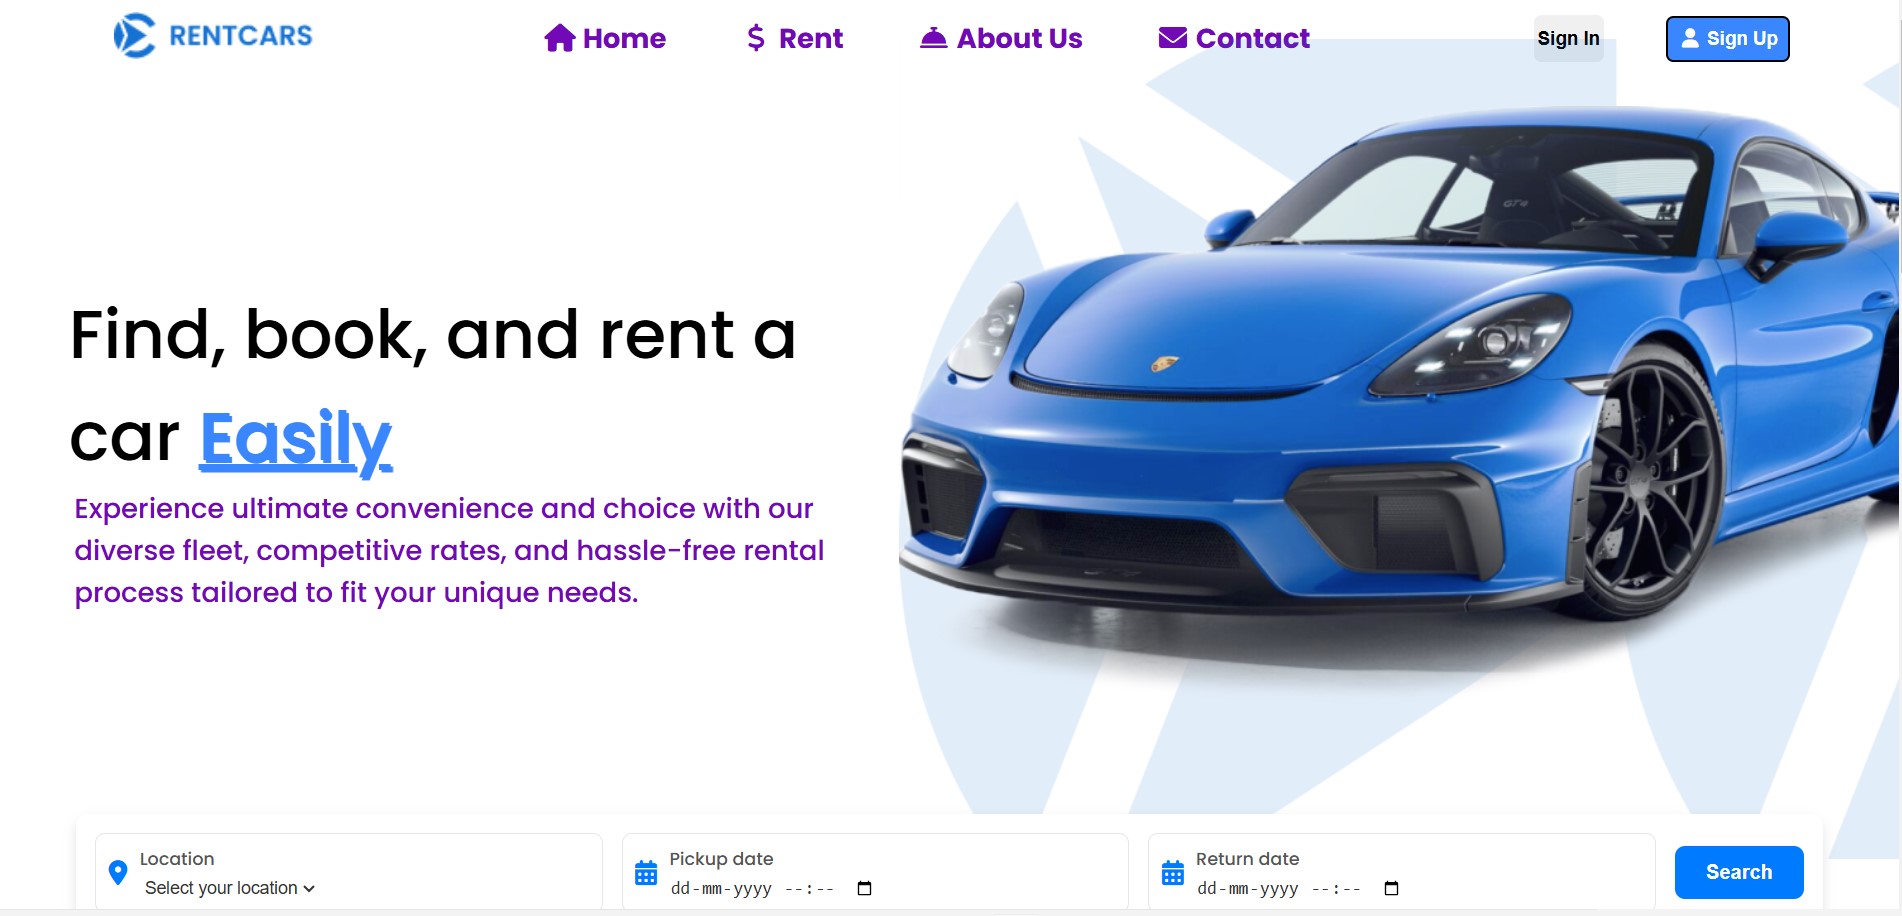 RENTCARS
Home
Rent
About Us
Contact
Sign In
Sign Up
Find, book, and rent a
car Easily
Experience ultimate convenience and choice with our
diverse fleet, competitive rates, and hassle-free rental
process tailored to fit your unique needs.
GT4
Location
Select your location
Pickup date
dd-mm-yyyy --:--
Return date
dd-mm-yyyy --:--
Search